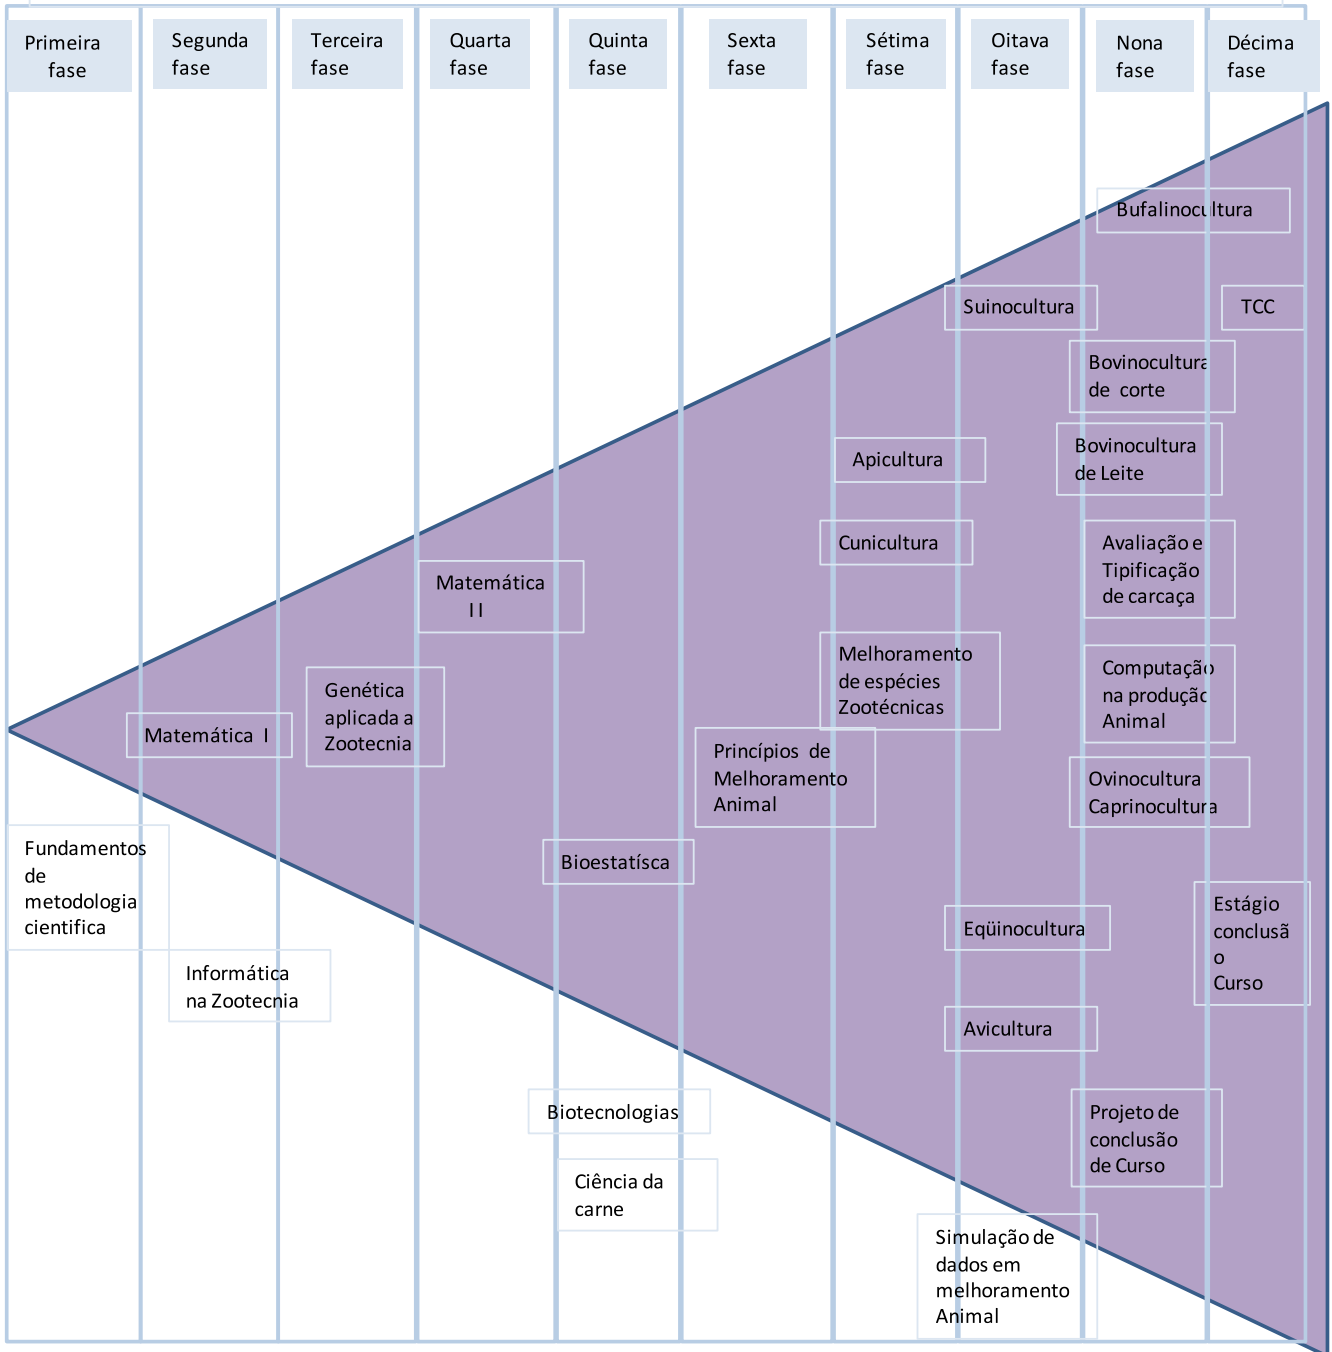 Primeira
fase
Segunda
fase
Terceira
fase
Quarta
fase
Quinta
fase
Sexta
fase
Sétima
fase
Oitava
fase
Nona
fase
Décima
fase
Bufalinocultura
Suinocultura
TCC
Bovinocultura
de corte
Apicultura
Bovinocultura
de Leite
Cunicultura
Avaliação e
Tipificação
de carcaça
Matemática
I I
Melhoramento
de espécies
Zootécnicas
Computação
na produção
Animal
Genética
aplicada a
Zootecnia
Matemática I
Princípios de
Melhoramento
Animal
Ovinocultura
Caprinocultura
Fundamentos
de
metodologia
cientifica
Bioestatísca
Eqüinocultura
Estágio
conclusã
o
Curso
Informática
na Zootecnia
Avicultura
Biotecnologias
Projeto de
conclusão
de Curso
Ciência da
carne
Simulação de
dados em
melhoramento
Animal